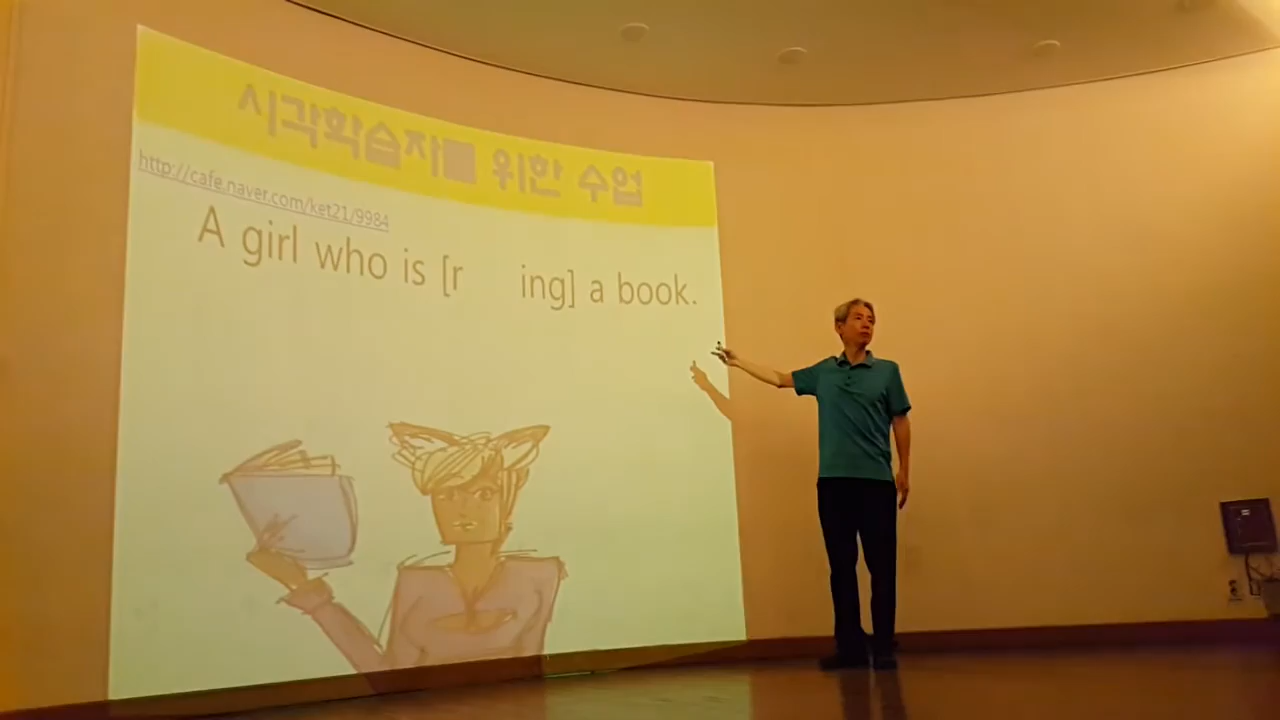 시각학습자를 위한 수업
http://cafe.naver.com/ket21/9984
A girl who is [r ing] a book.